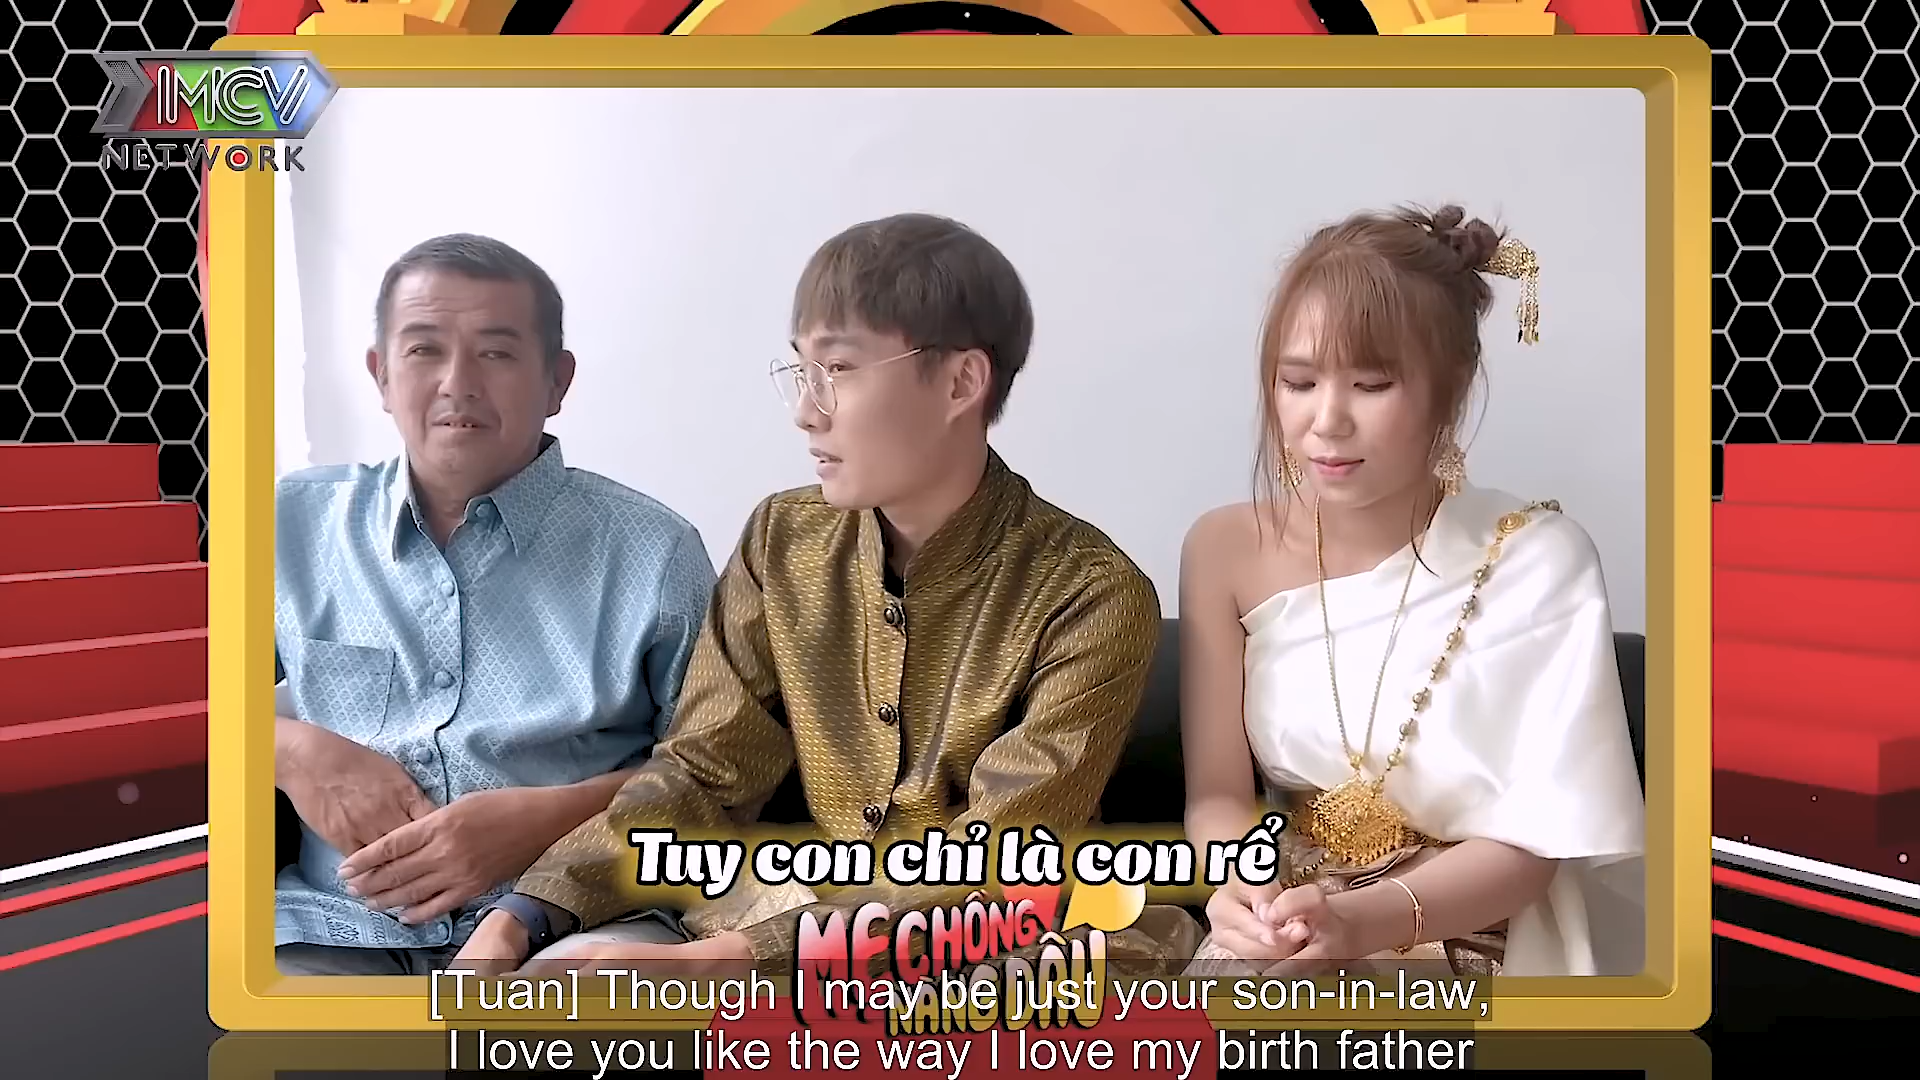 MCV
NETWORK
Tuy con chỉ là con rể
MẸ CHỒNG
NÀNG DÂU
[Tuan] Though I may be just your son-in-law,
I love you like the way I love my birth father